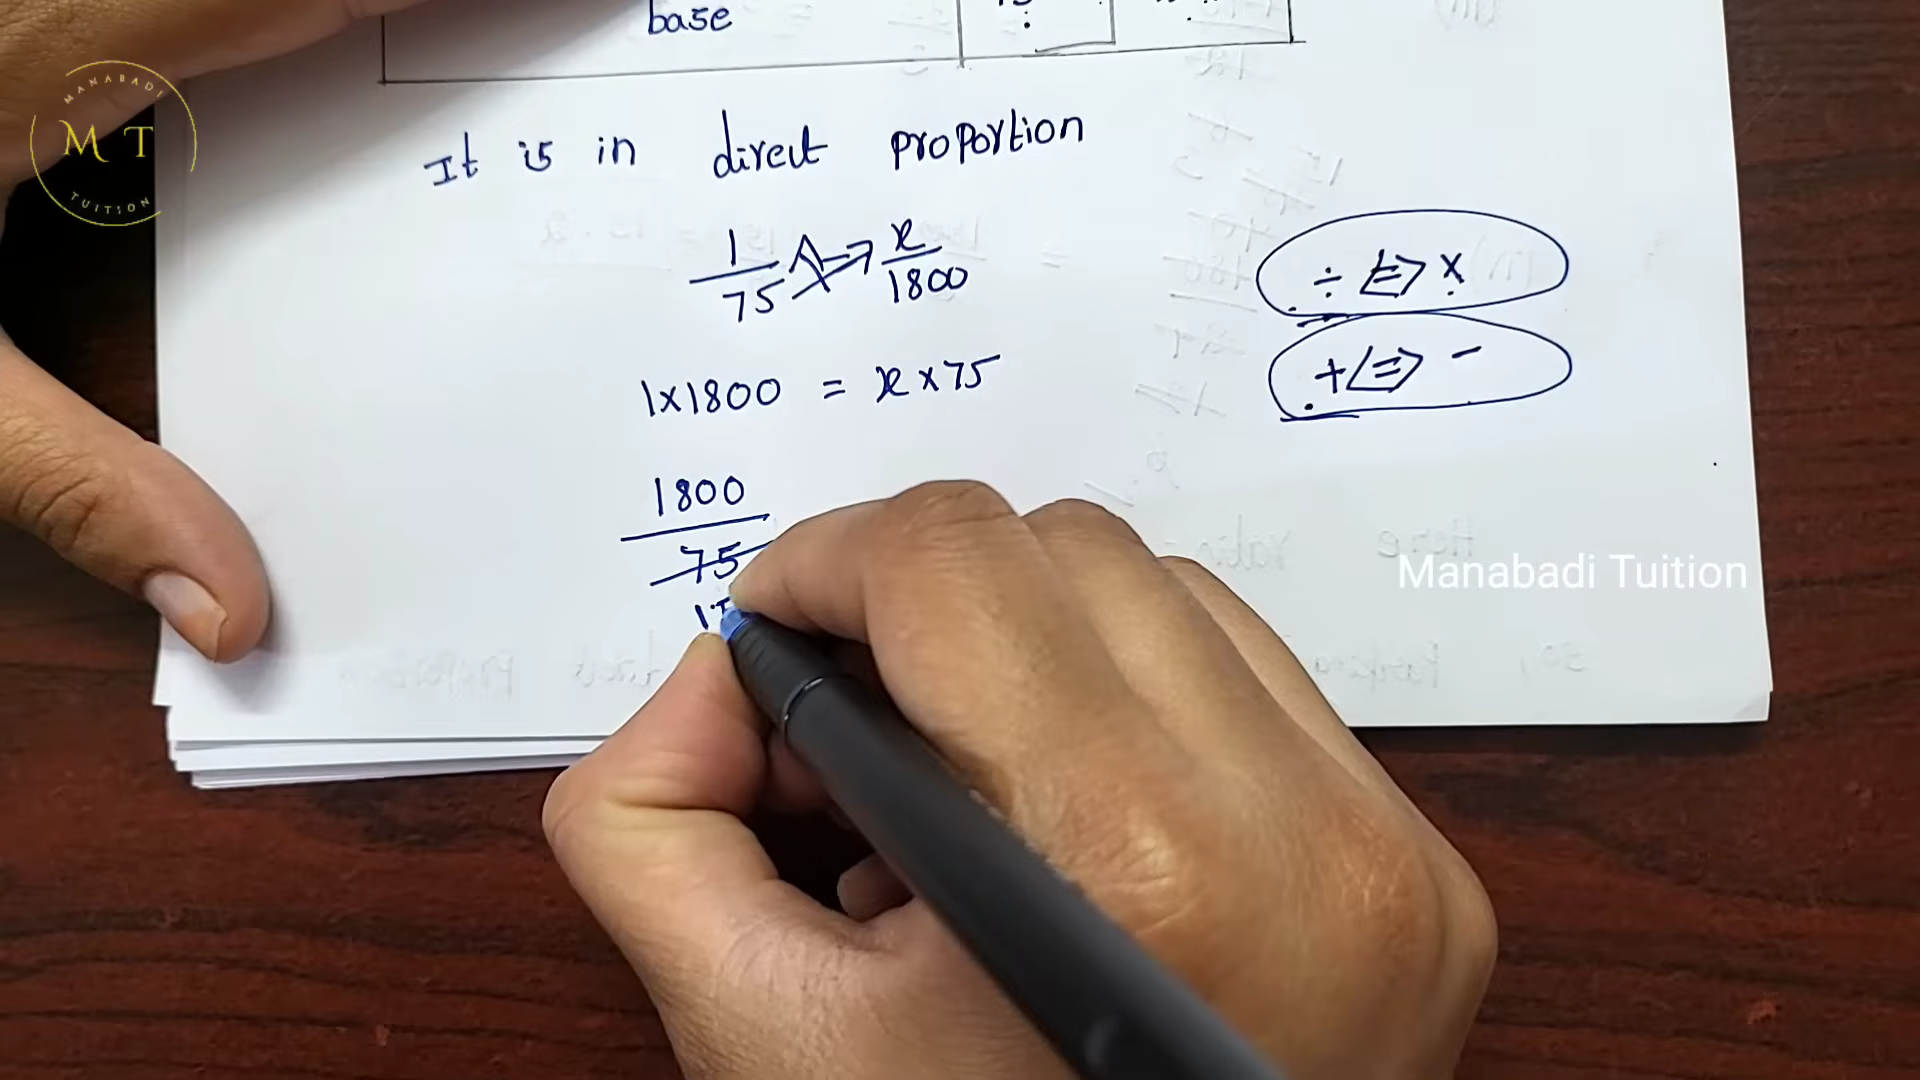 base
It is in direct proportion
1/75 x/1800
÷ <=> x
1x1800 = x x 75
+ <=> -
1800
75
MANABADI
M T
TUITION
Manabadi Tuition